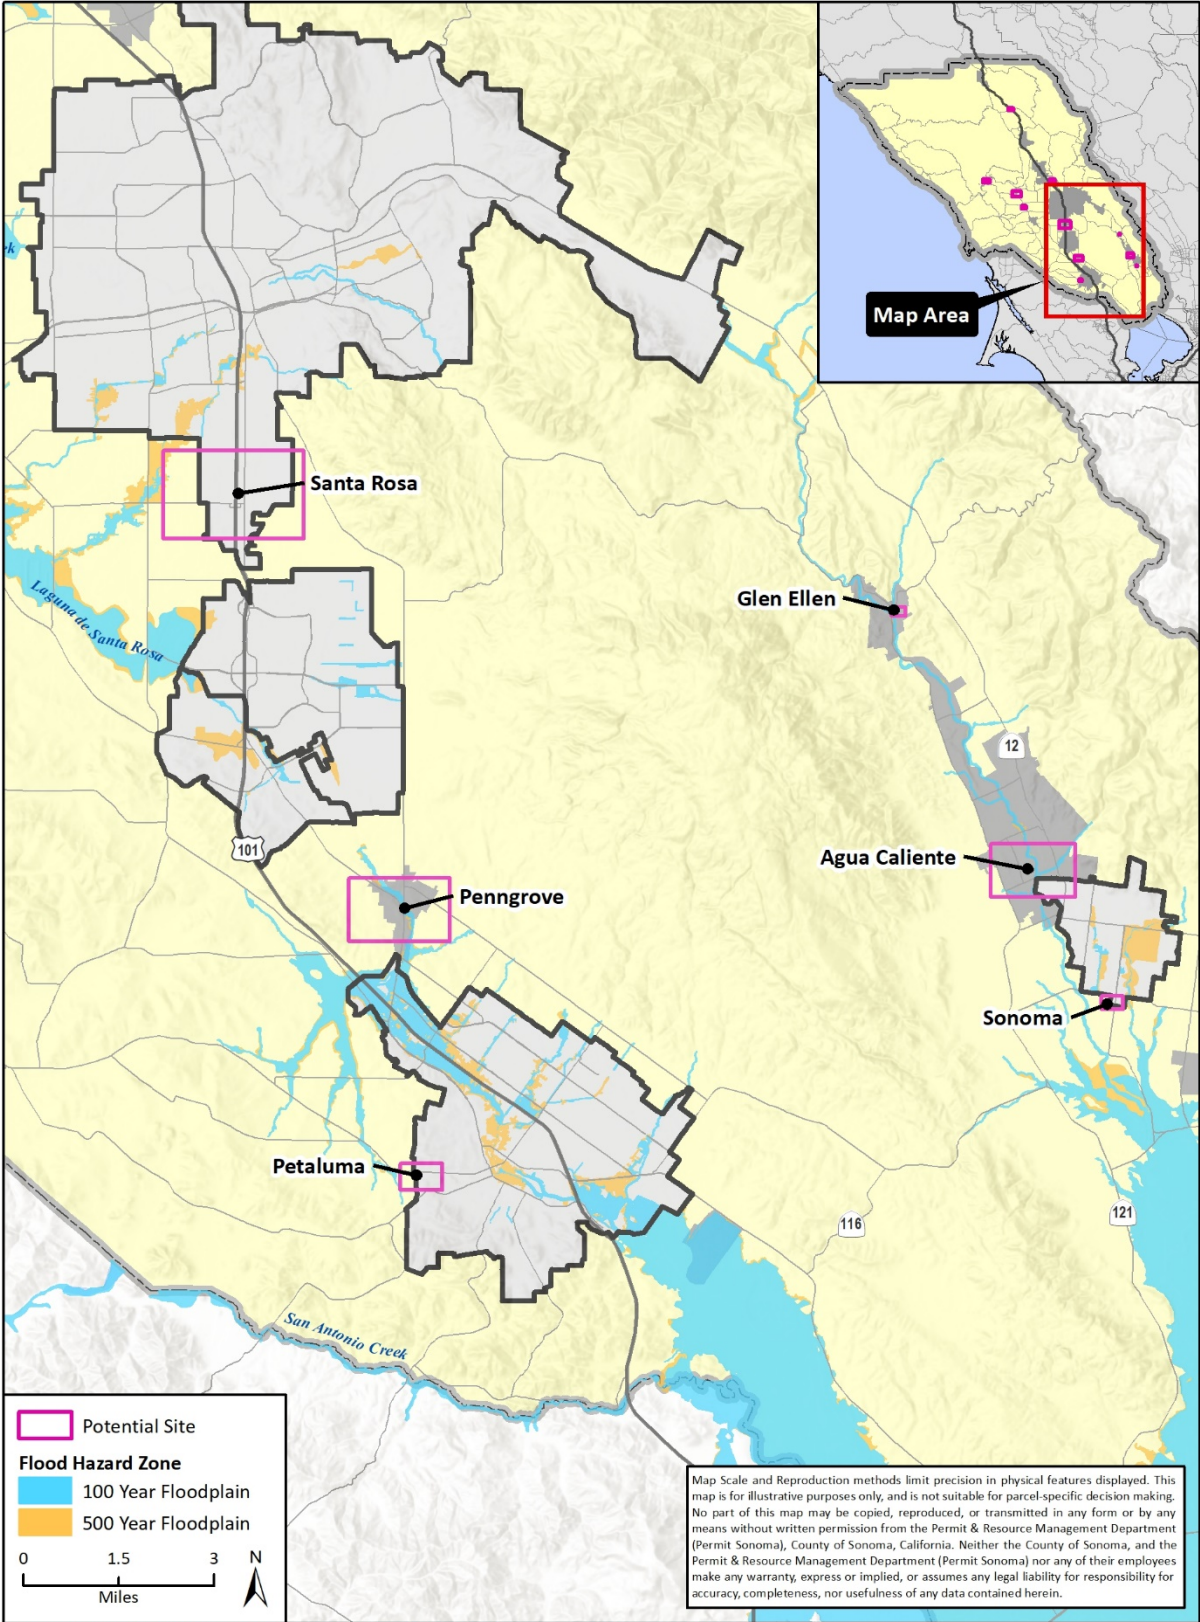 Map Area
k
Santa Rosa
Laguna de Santa Rosa
Glen Ellen
12
101
Agua Caliente
Penngrove
Sonoma
Petaluma
121
116
San Antonio Creek
Potential Site
Flood Hazard Zone
100 Year Floodplain
500 Year Floodplain
0 1.5 3
Miles
N
Map Scale and Reproduction methods limit precision in physical features displayed. This
map is for illustrative purposes only, and is not suitable for parcel-specific decision making.
No part of this map may be copied, reproduced, or transmitted in any form or by any
means without written permission from the Permit & Resource Management Department
(Permit Sonoma), County of Sonoma, California. Neither the County of Sonoma, and the
Permit & Resource Management Department (Permit Sonoma) nor any of their employees
make any warranty, express or implied, or assumes any legal liability for responsibility for
accuracy, completeness, nor usefulness of any data contained herein.